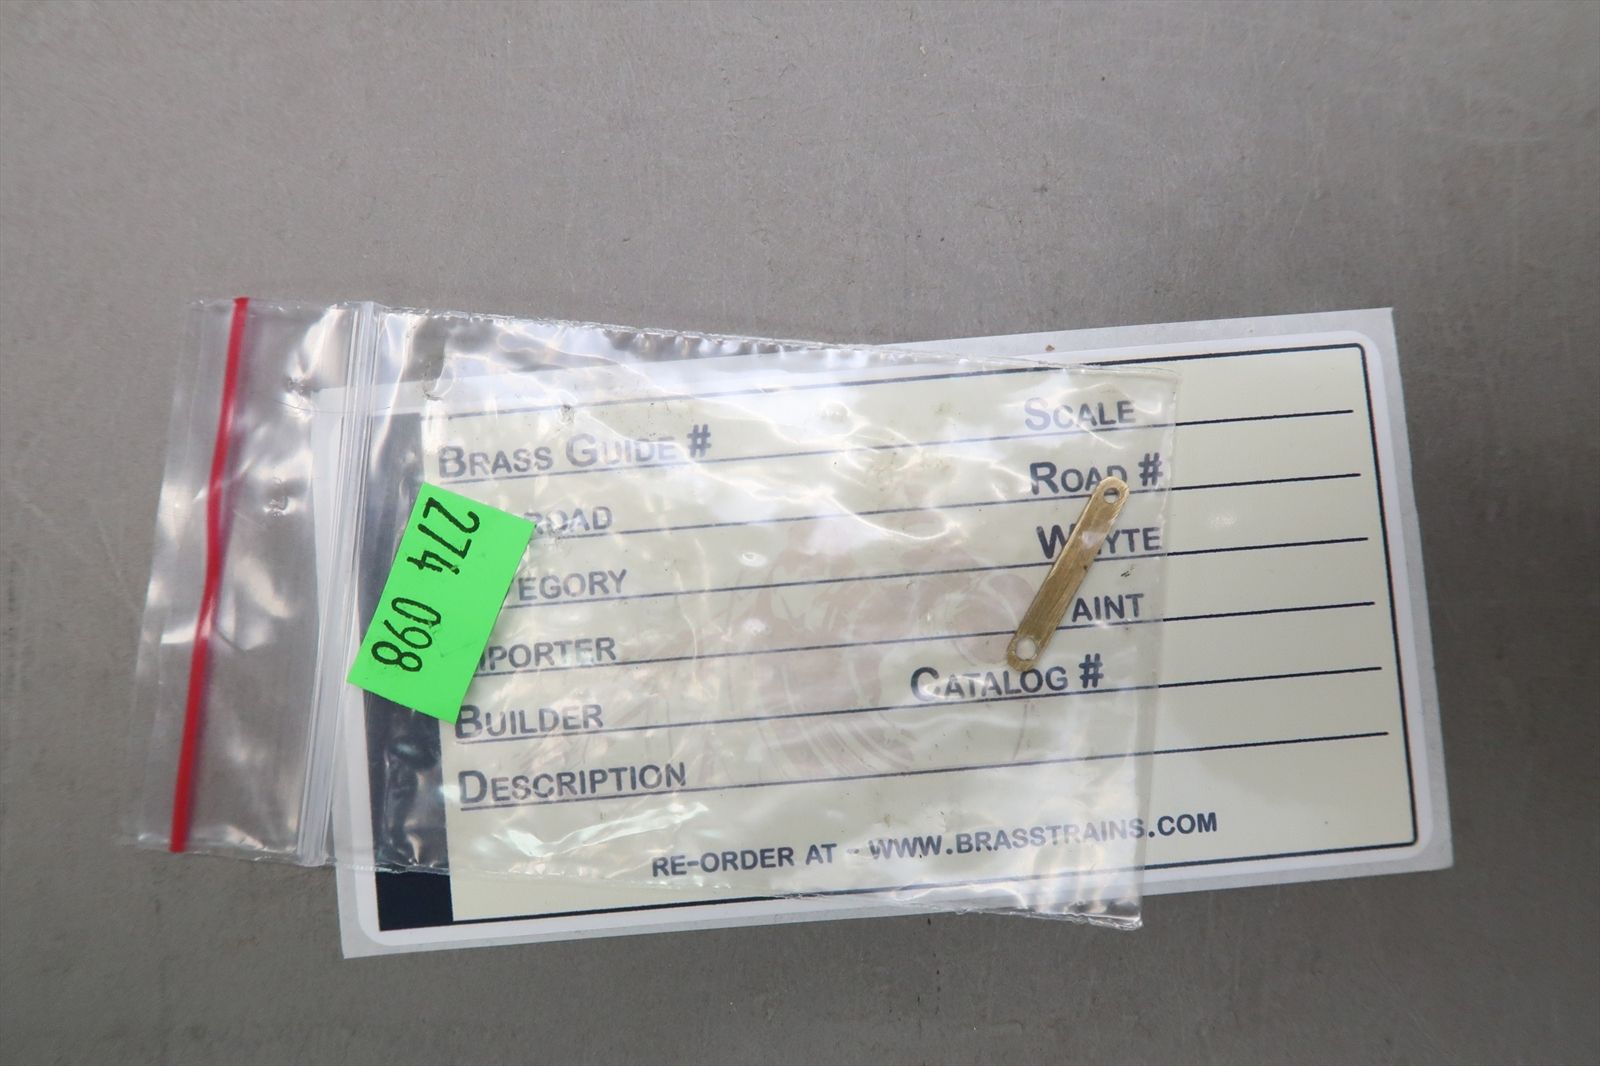 BRASS GUIDE # SCALE
ROAD ROAD #
EGORY WHYTE
PORTER AINT
BUILDER CATALOG #
DESCRIPTION
RE-ORDER AT - WWW.BRASSTRAINS.COM
274 098